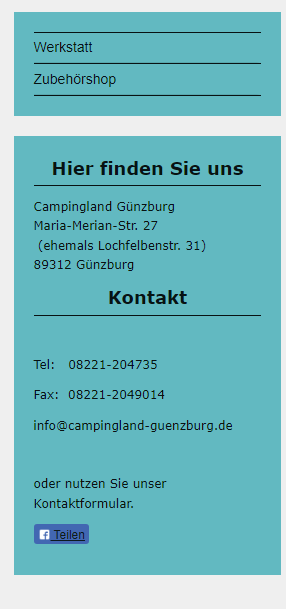 Werkstatt
Zubehörshop
Hier finden Sie uns
Campingland Günzburg
Maria-Merian-Str. 27
(ehemals Lochfelbenstr. 31)
89312 Günzburg
Kontakt
Tel: 08221-204735
Fax: 08221-2049014
info@campingland-guenzburg.de
oder nutzen Sie unser
Kontaktformular.
Teilen